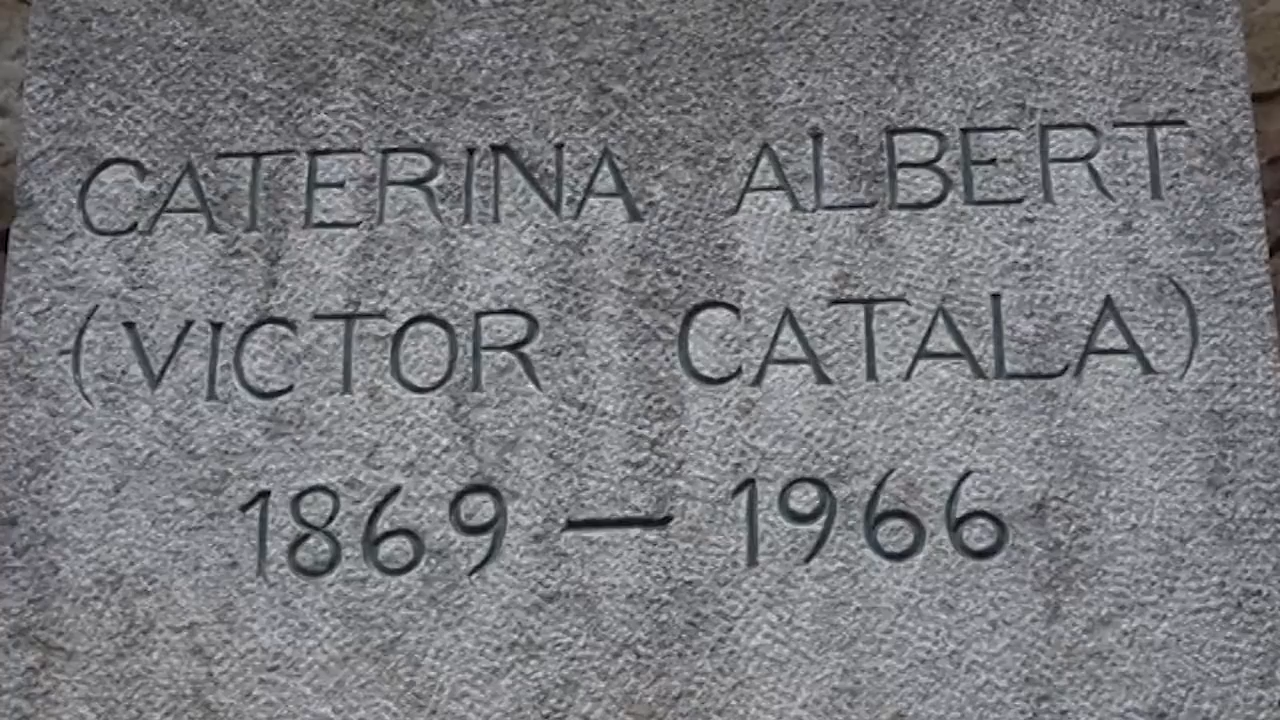 CATERINA ALBERT
(VICTOR CATALA)
1869 — 1966